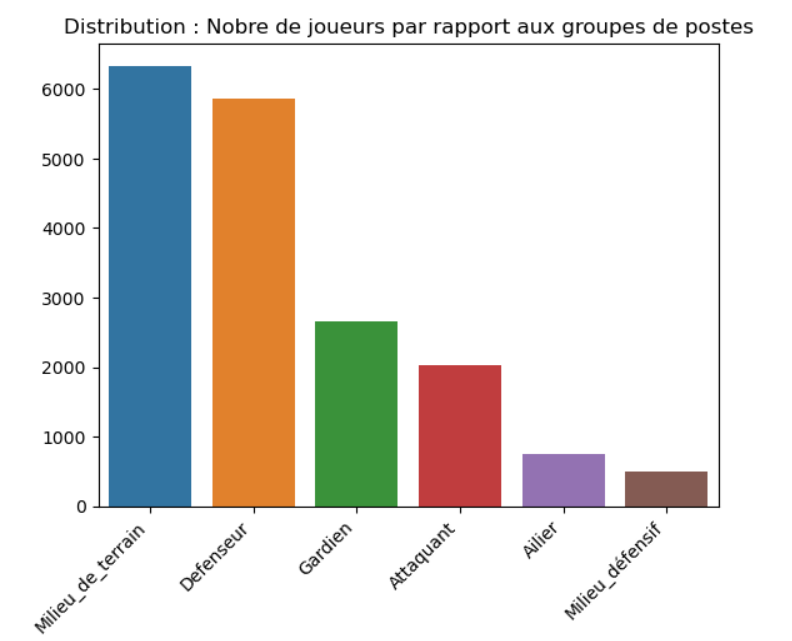 Distribution : Nobre de joueurs par rapport aux groupes de postes
6000
5000
4000
3000
2000
1000
0
Milieu_de_terrain
Defenseur
Gardien
Attaquant
Ailier
Milieu_défensif